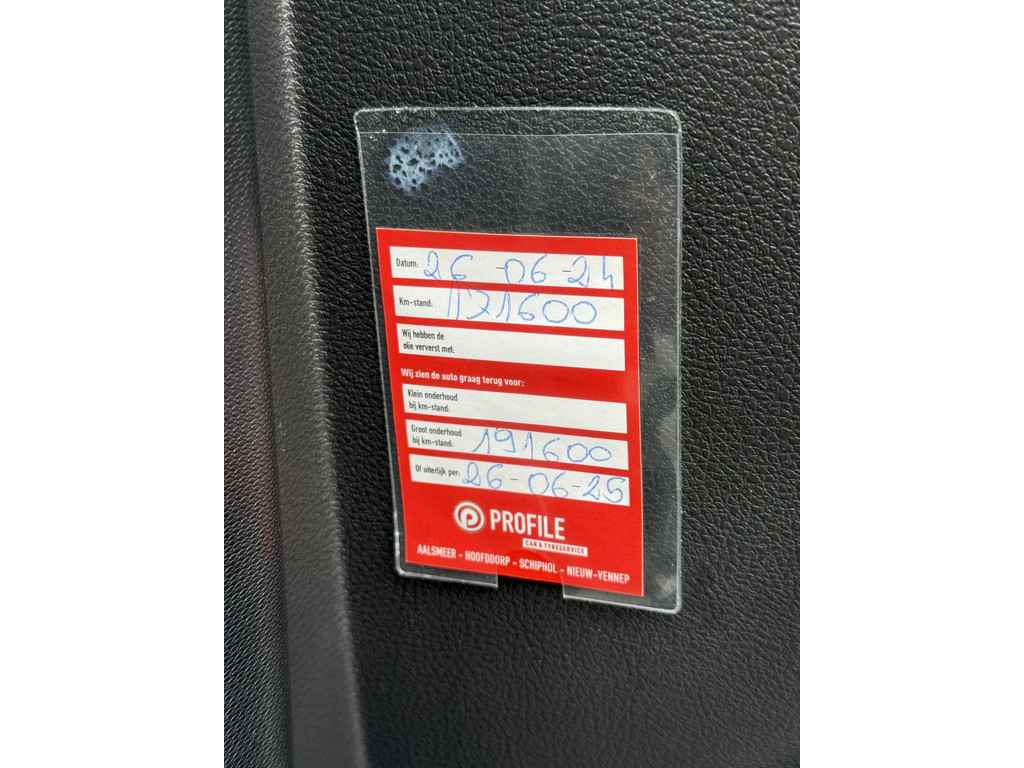 Datum: 26-06-24
Km-stand: 171600
Wij hebben de
olie ververst met:
Wij zien de auto graag terug voor:
Klein onderhoud
bij km-stand:
Groot onderhoud
bij km-stand: 191600
Of uiterlijk per: 26-06-25
PROFILE
CAR & TYRESERVICE
AALSMEER - HOOFDDORP - SCHIPHOL - NIEUW-VENNEP